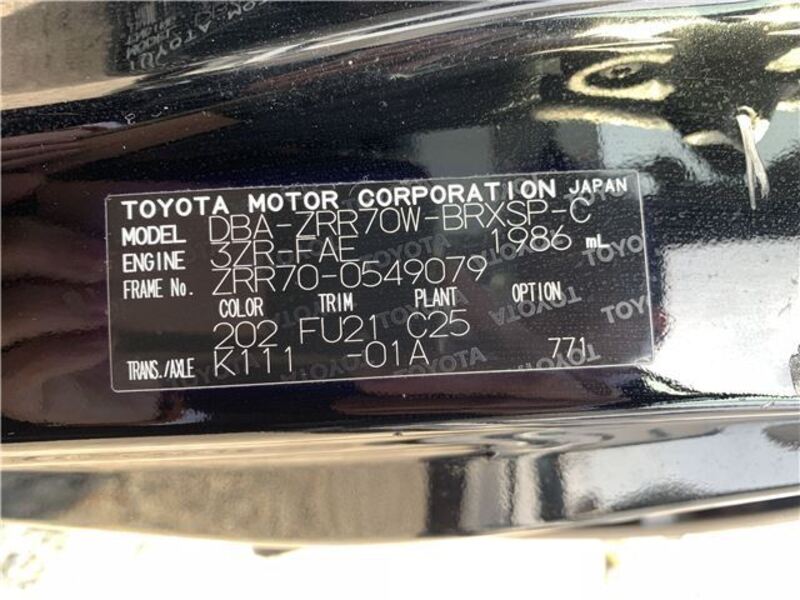 TOYOTA MOTOR CORPORATION JAPAN
MODEL DBA-ZRR70W-BRXSP-C
ENGINE 3ZR-FAE 1986 mL
FRAME No. ZRR70-0549079
COLOR TRIM PLANT OPTION
202 FU21 C25
TRANS./AXLE K111 -01A 771